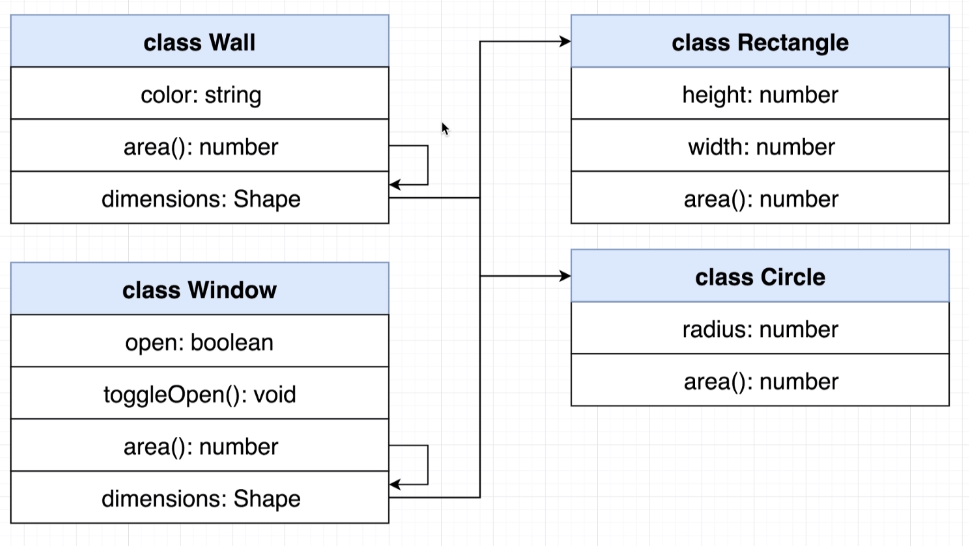 class Wall
color: string
area(): number
dimensions: Shape
class Window
open: boolean
toggleOpen(): void
area(): number
dimensions: Shape
class Rectangle
height: number
width: number
area(): number
class Circle
radius: number
area(): number